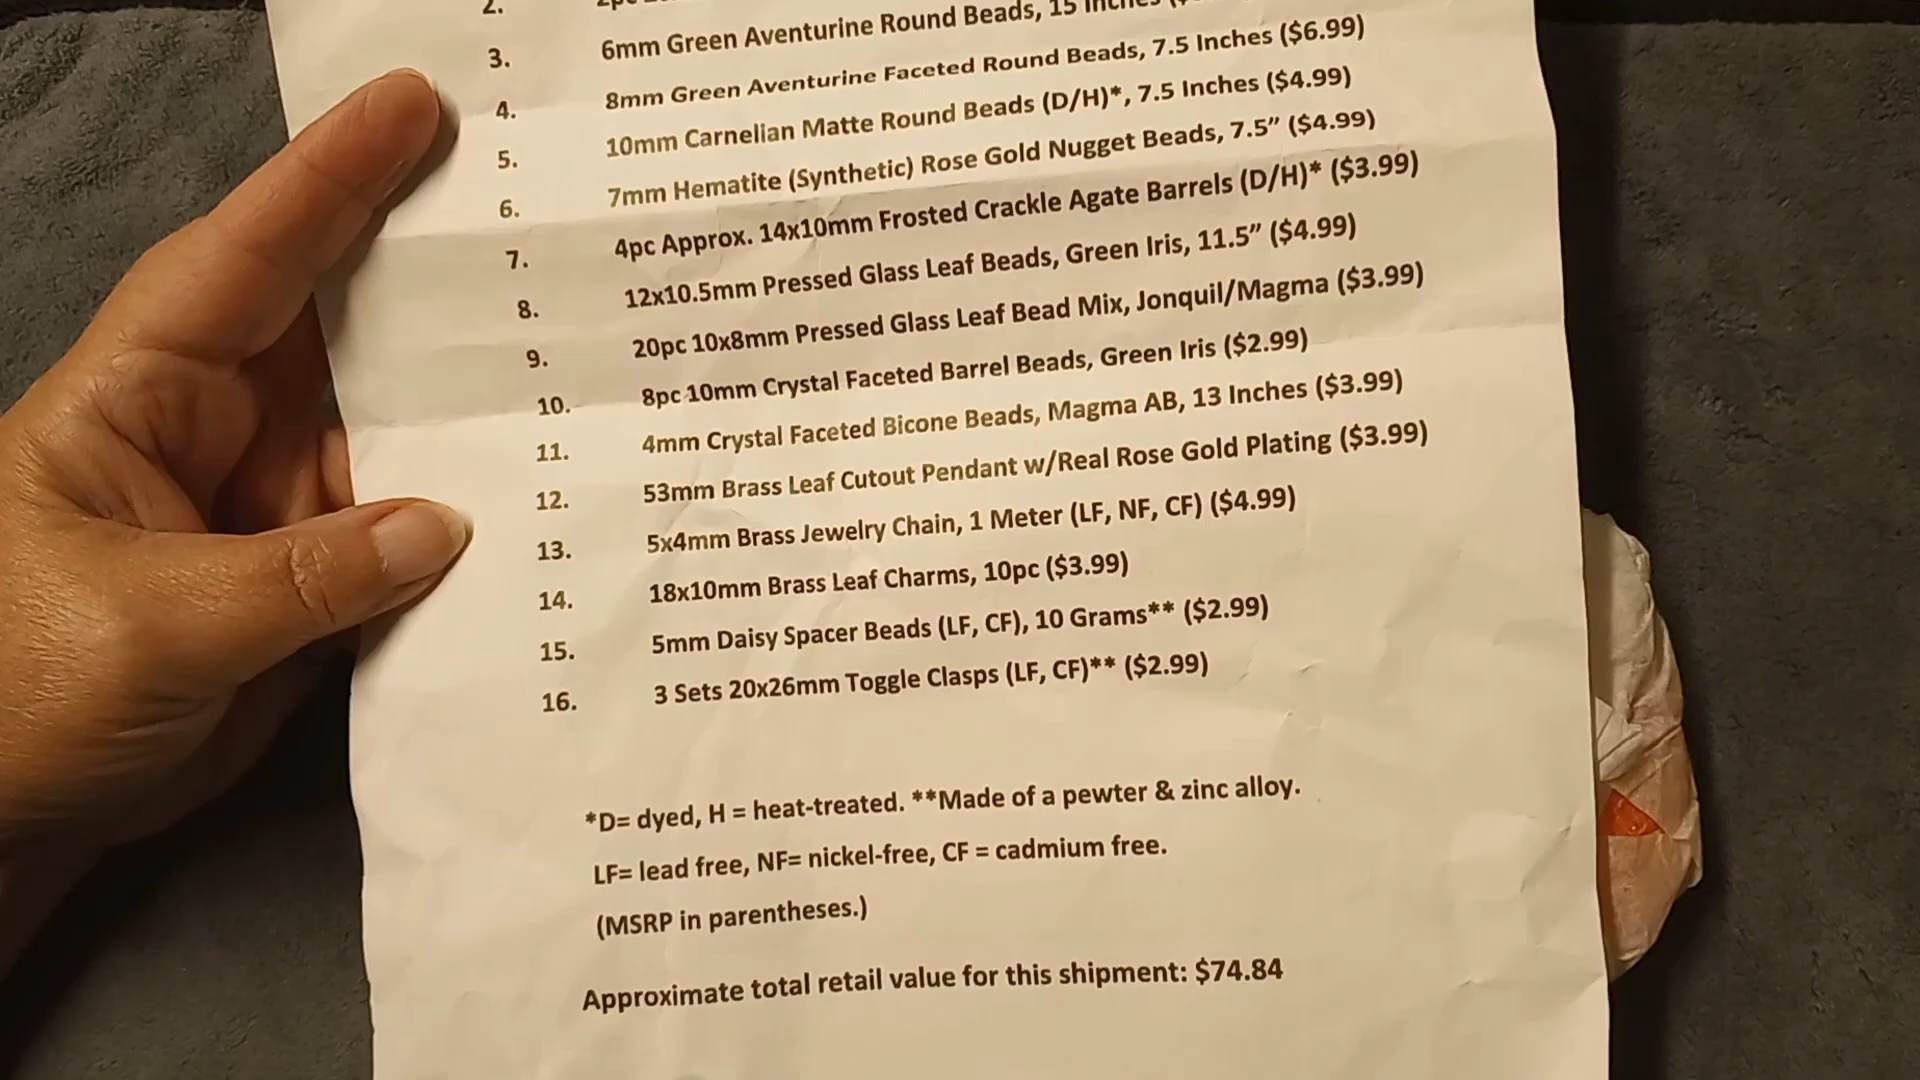 2.
3. 6mm Green Aventurine Round Beads, 15 Inches
4. 8mm Green Aventurine Faceted Round Beads, 7.5 Inches ($6.99)
5. 10mm Carnelian Matte Round Beads (D/H)*, 7.5 Inches ($4.99)
6. 7mm Hematite (Synthetic) Rose Gold Nugget Beads, 7.5" ($4.99)
7. 4pc Approx. 14x10mm Frosted Crackle Agate Barrels (D/H)* ($3.99)
8. 12x10.5mm Pressed Glass Leaf Beads, Green Iris, 11.5" ($4.99)
9. 20pc 10x8mm Pressed Glass Leaf Bead Mix, Jonquil/Magma ($3.99)
10. 8pc 10mm Crystal Faceted Barrel Beads, Green Iris ($2.99)
11. 4mm Crystal Faceted Bicone Beads, Magma AB, 13 Inches ($3.99)
12. 53mm Brass Leaf Cutout Pendant w/Real Rose Gold Plating ($3.99)
13. 5x4mm Brass Jewelry Chain, 1 Meter (LF, NF, CF) ($4.99)
14. 18x10mm Brass Leaf Charms, 10pc ($3.99)
15. 5mm Daisy Spacer Beads (LF, CF), 10 Grams** ($2.99)
16. 3 Sets 20x26mm Toggle Clasps (LF, CF)** ($2.99)
*D= dyed, H = heat-treated. **Made of a pewter & zinc alloy.
LF= lead free, NF= nickel-free, CF = cadmium free.
(MSRP in parentheses.)
Approximate total retail value for this shipment: $74.84